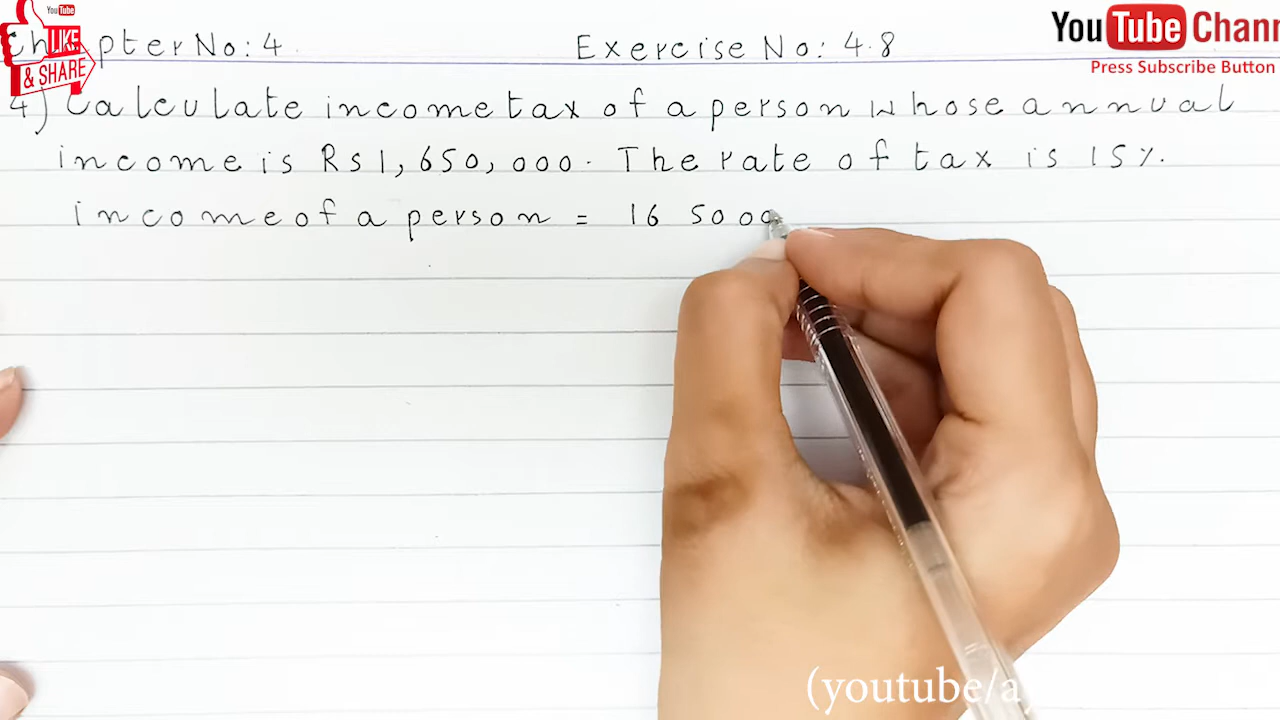 YouTube
LIKE
& SHARE
Chapter No: 4.
Exercise No: 4.8
YouTube Chann
Press Subscribe Button
4) Calculate income tax of a person whose annual
income is Rs 1,650,000. The rate of tax is 15%.
income of a person = 16 5000
(youtube/a